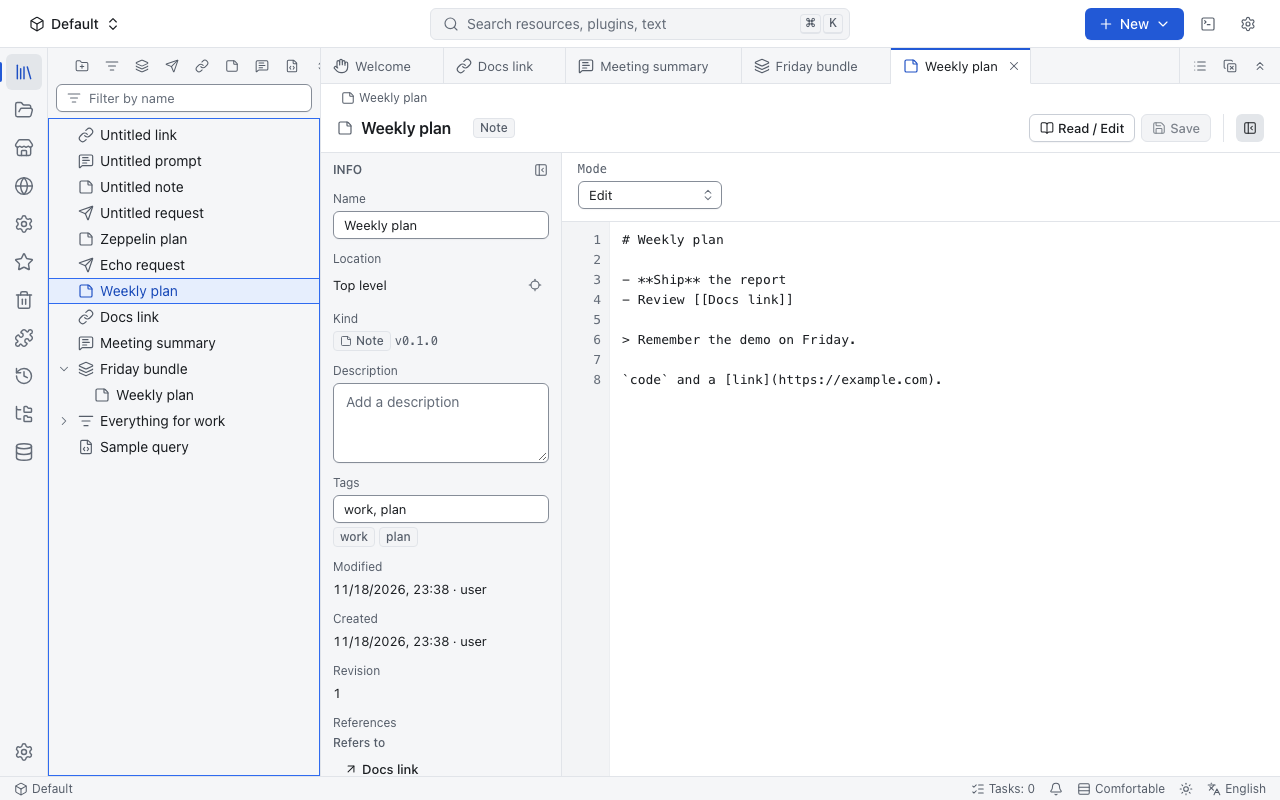 Default
Search resources, plugins, text
⌘ K
New
Welcome
Docs link
Meeting summary
Friday bundle
Weekly plan
Filter by name
Untitled link
Untitled prompt
Untitled note
Untitled request
Zeppelin plan
Echo request
Weekly plan
Docs link
Meeting summary
Friday bundle
Weekly plan
Everything for work
Sample query
Weekly plan
Weekly plan
Note
Read / Edit
Save
INFO
Name
Weekly plan
Location
Top level
Kind
Note v0.1.0
Description
Add a description
Tags
work, plan
work plan
Modified
11/18/2026, 23:38 · user
Created
11/18/2026, 23:38 · user
Revision
1
References
Refers to
Docs link
Mode
Edit
1 # Weekly plan
2
3 - **Ship** the report
4 - Review [[Docs link]]
5
6 > Remember the demo on Friday.
7
8 `code` and a [link](https://example.com).
Default
Tasks: 0
Comfortable
English